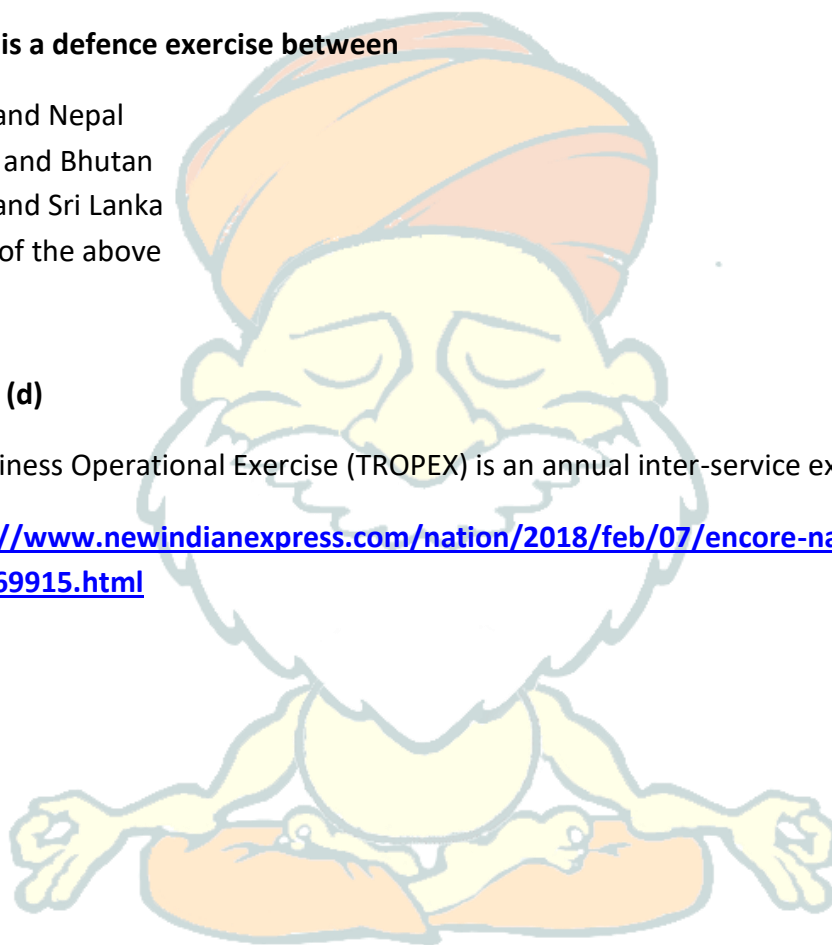 is a defence exercise between
and Nepal
and Bhutan
and Sri Lanka
of the above
(d)
iness Operational Exercise (TROPEX) is an annual inter-service ex
//www.newindianexpress.com/nation/2018/feb/07/encore-na
59915.html